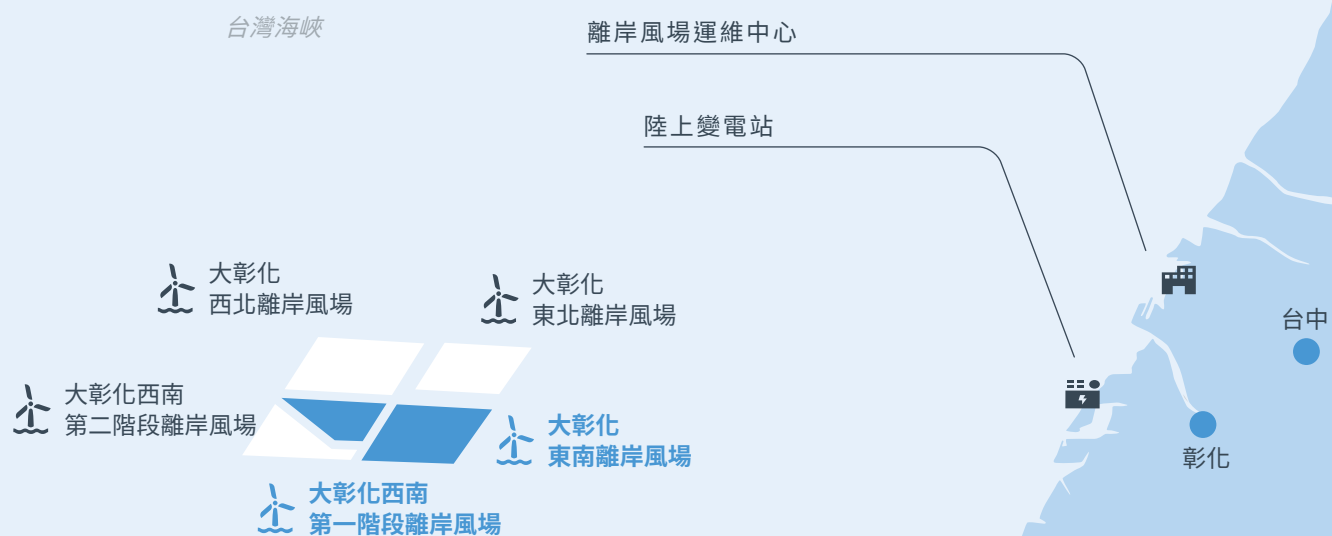 台灣海峽
離岸風場運維中心
陸上變電站
大彰化
西北離岸風場
大彰化
東北離岸風場
台中
大彰化西南
第二階段離岸風場
大彰化
東南離岸風場
彰化
大彰化西南
第一階段離岸風場